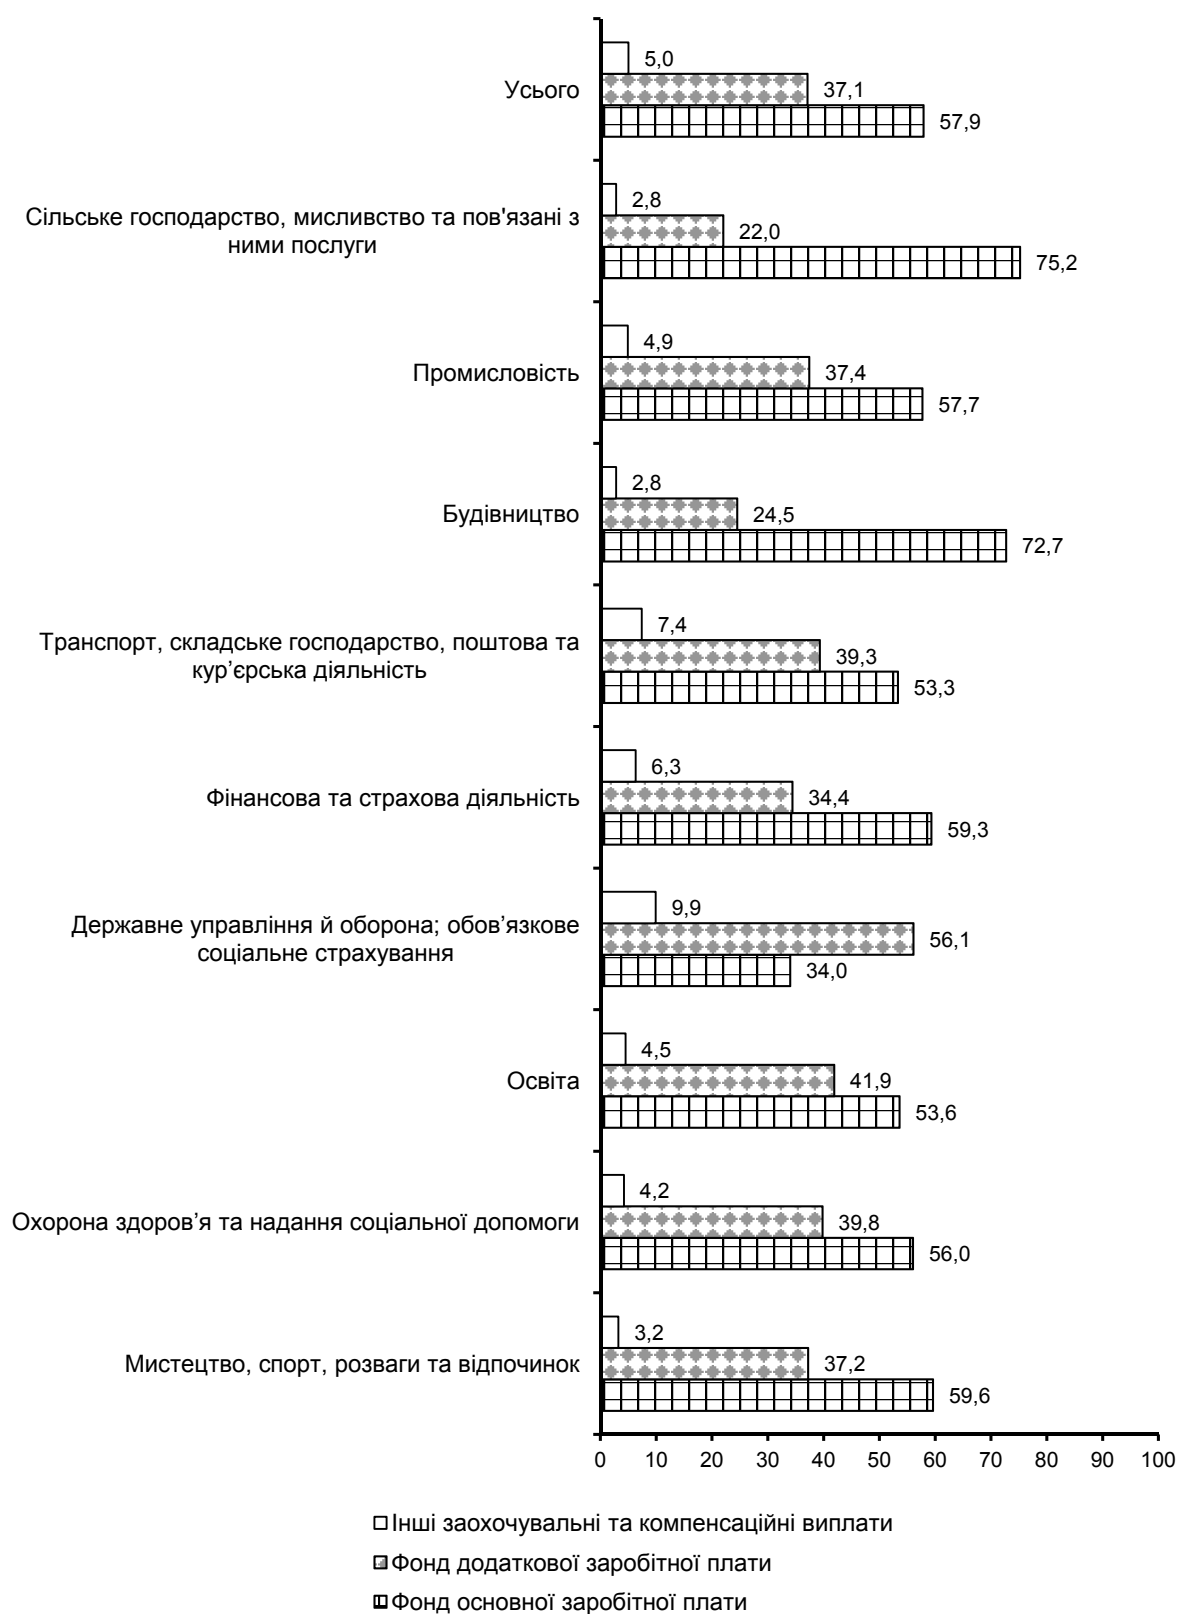 5,0
Усього
37,1
57,9
2,8
Сільське господарство, мисливство та пов'язані з
ними послуги
22,0
75,2
4,9
Промисловість
37,4
57,7
2,8
Будівництво
24,5
72,7
7,4
Транспорт, складське господарство, поштова та
кур’єрська діяльність
39,3
53,3
6,3
Фінансова та страхова діяльність
34,4
59,3
9,9
Державне управління й оборона; обов’язкове
соціальне страхування
56,1
34,0
4,5
Освіта
41,9
53,6
4,2
Охорона здоров’я та надання соціальної допомоги
39,8
56,0
3,2
Мистецтво, спорт, розваги та відпочинок
37,2
59,6
0 10 20 30 40 50 60 70 80 90 100
Інші заохочувальні та компенсаційні виплати
Фонд додаткової заробітної плати
Фонд основної заробітної плати